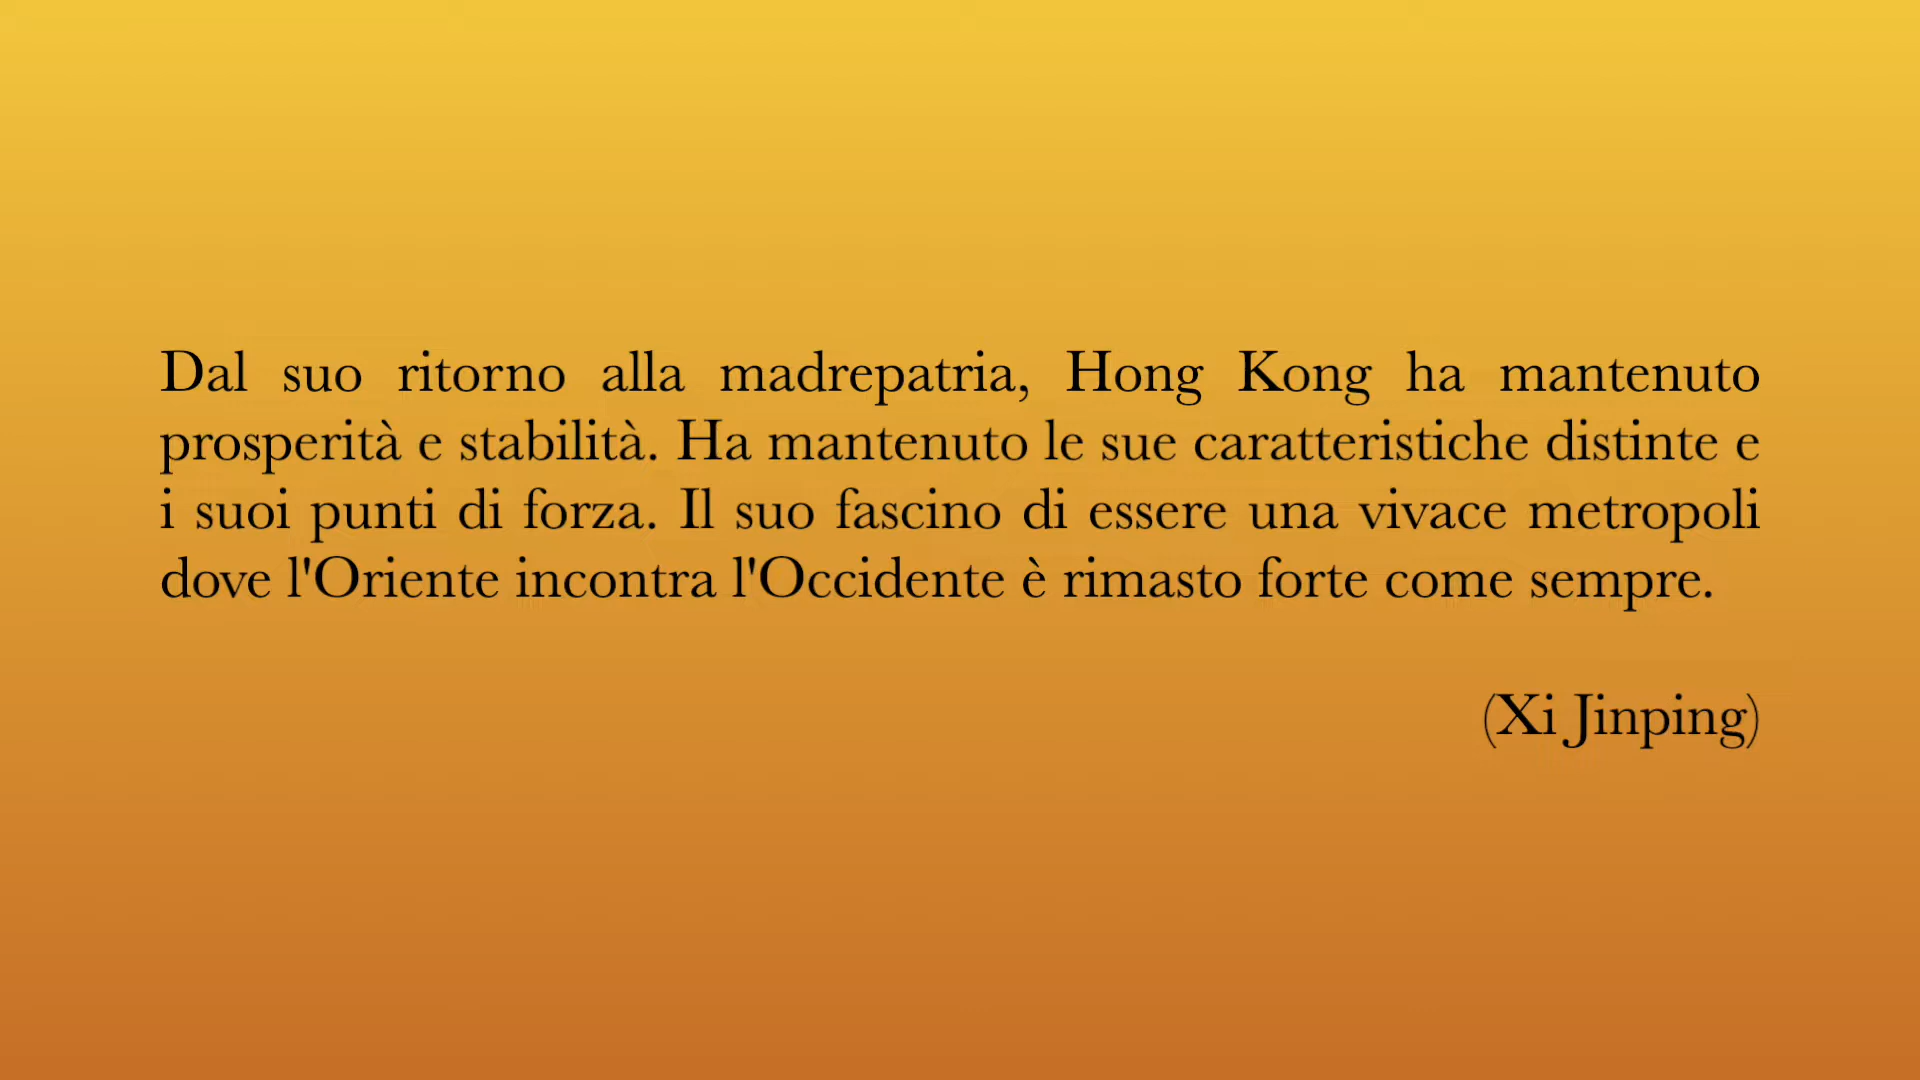 Dal suo ritorno alla madrepatria, Hong Kong ha mantenuto
prosperità e stabilità. Ha mantenuto le sue caratteristiche distinte e
i suoi punti di forza. Il suo fascino di essere una vivace metropoli
dove l'Oriente incontra l'Occidente è rimasto forte come sempre.
(Xi Jinping)